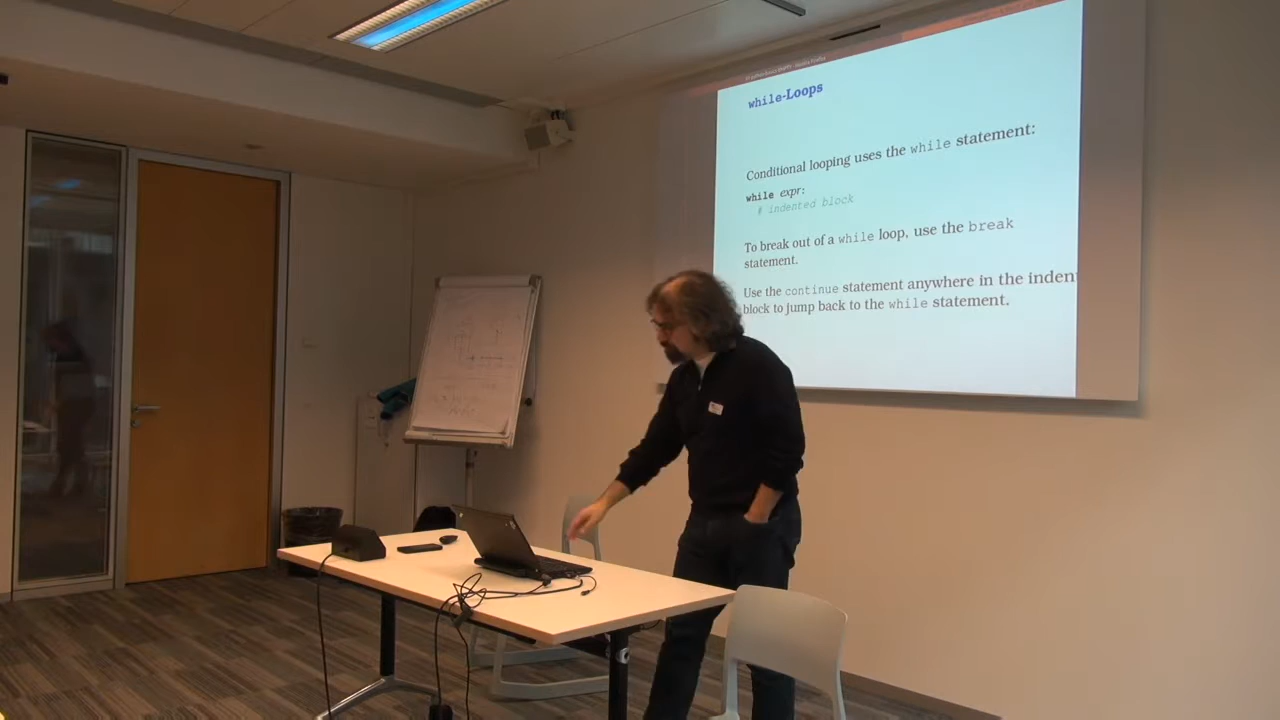 while-Loops
Conditional looping uses the while statement:
while expr:
# indented block
To break out of a while loop, use the break
statement.
Use the continue statement anywhere in the indent
block to jump back to the while statement.